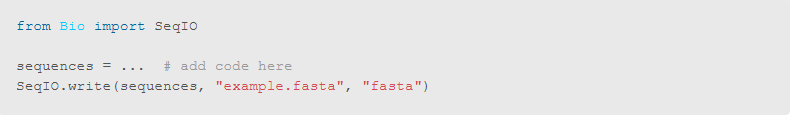 from Bio import SeqIO
sequences = ... # add code here
SeqIO.write(sequences, "example.fasta", "fasta")